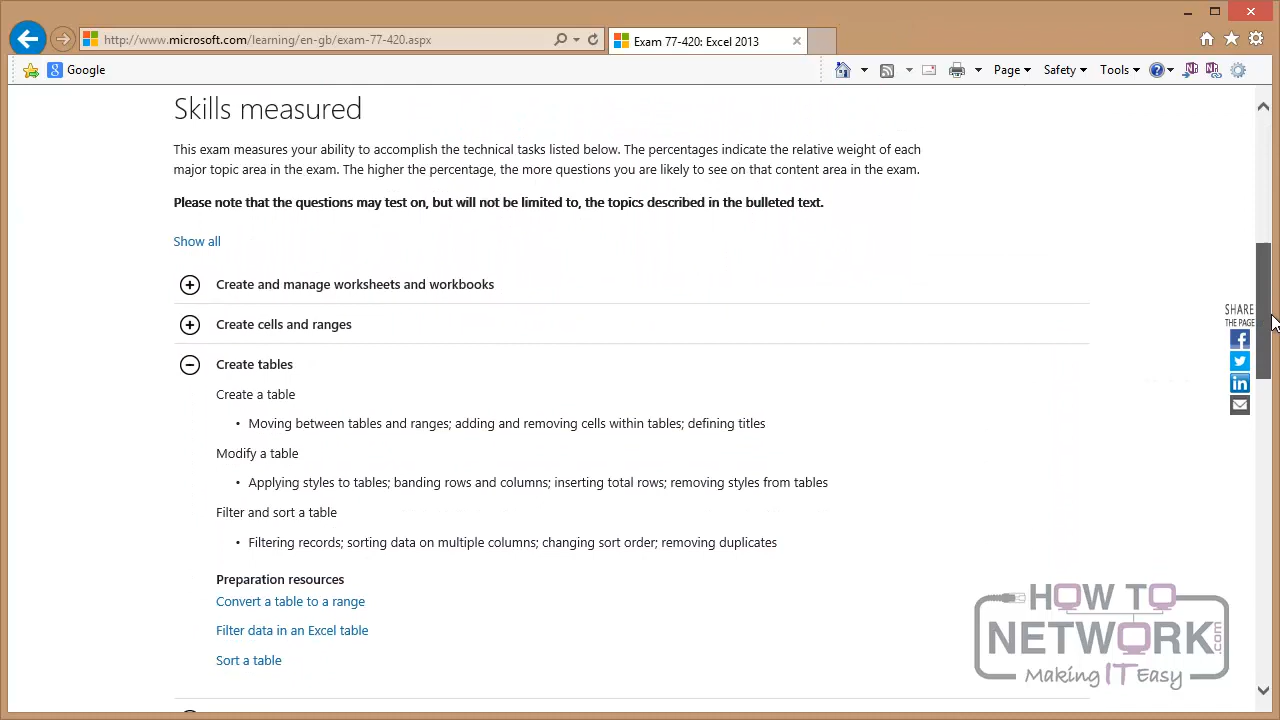 http://www.microsoft.com/learning/en-gb/exam-77-420.aspx
Exam 77-420: Excel 2013
Google
Page
Safety
Tools
Skills measured
This exam measures your ability to accomplish the technical tasks listed below. The percentages indicate the relative weight of each
major topic area in the exam. The higher the percentage, the more questions you are likely to see on that content area in the exam.
Please note that the questions may test on, but will not be limited to, the topics described in the bulleted text.
Show all
Create and manage worksheets and workbooks
Create cells and ranges
Create tables
Create a table
• Moving between tables and ranges; adding and removing cells within tables; defining titles
Modify a table
• Applying styles to tables; banding rows and columns; inserting total rows; removing styles from tables
Filter and sort a table
• Filtering records; sorting data on multiple columns; changing sort order; removing duplicates
Preparation resources
Convert a table to a range
Filter data in an Excel table
Sort a table
SHARE
THE PAGE
HOW TO
NETWORK.com
Making IT Easy